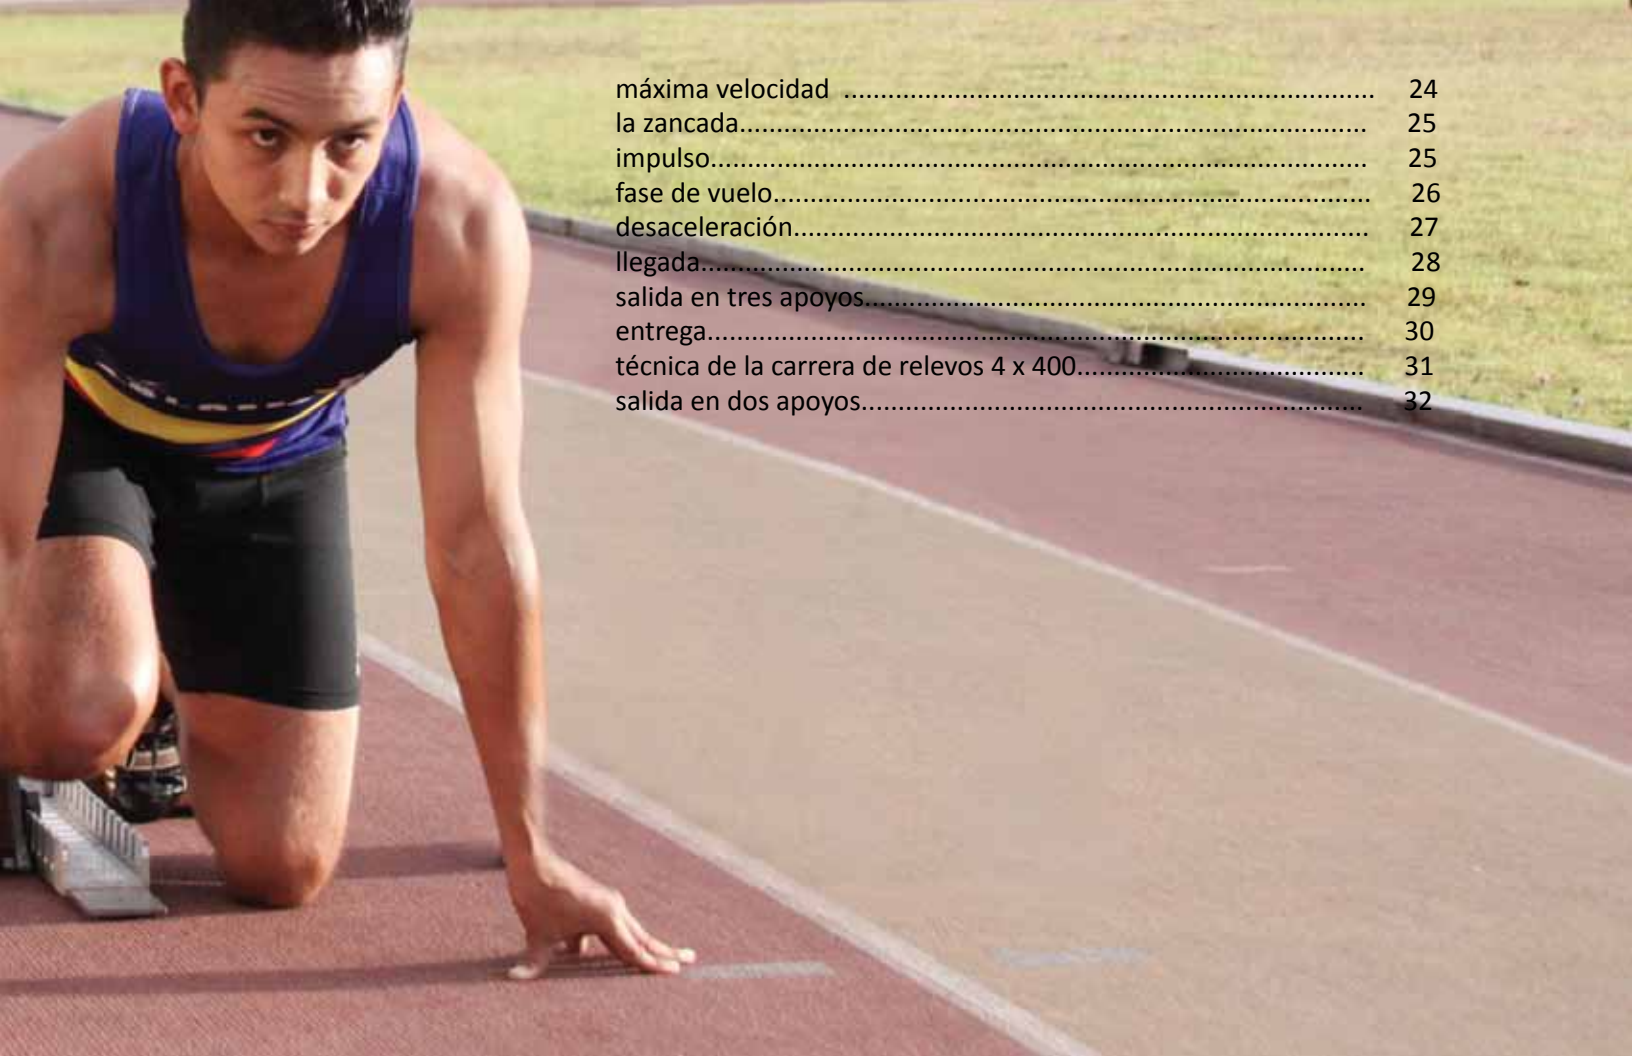 máxima velocidad ........................................................................ 24
la zancada..................................................................................... 25
impulso......................................................................................... 25
fase de vuelo................................................................................. 26
desaceleración.............................................................................. 27
llegada.......................................................................................... 28
salida en tres apoyos.................................................................... 29
entrega......................................................................................... 30
técnica de la carrera de relevos 4 x 400....................................... 31
salida en dos apoyos.................................................................... 32